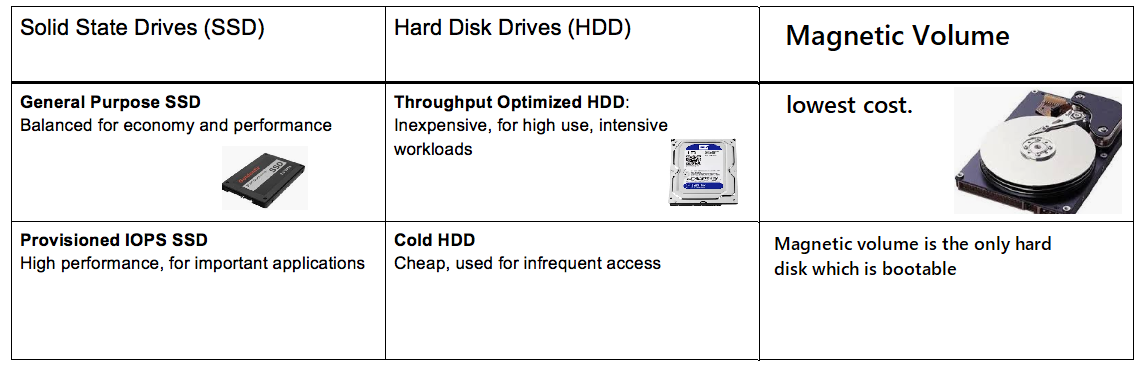 Solid State Drives (SSD)
Hard Disk Drives (HDD)
Magnetic Volume
General Purpose SSD
Balanced for economy and performance
SSD
Throughput Optimized HDD:
Inexpensive, for high use, intensive
workloads
lowest cost.
Provisioned IOPS SSD
High performance, for important applications
Cold HDD
Cheap, used for infrequent access
Magnetic volume is the only hard
disk which is bootable